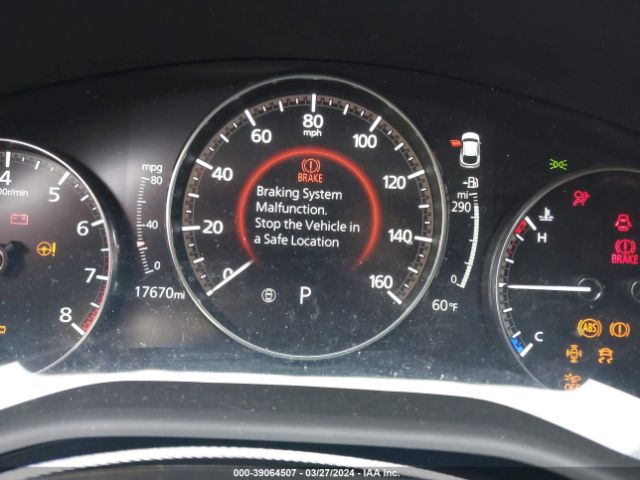 4
00r/min
5
6
7
8
mpg
80
40
0
17670mi
0
20
40
60
80
mph
100
120
140
160
BRAKE
Braking System
Malfunction.
Stop the Vehicle in
a Safe Location
P
mi
290
0
60°F
H
C
BRAKE
ABS
000-39064507 - 03/27/2024 - IAA Inc.